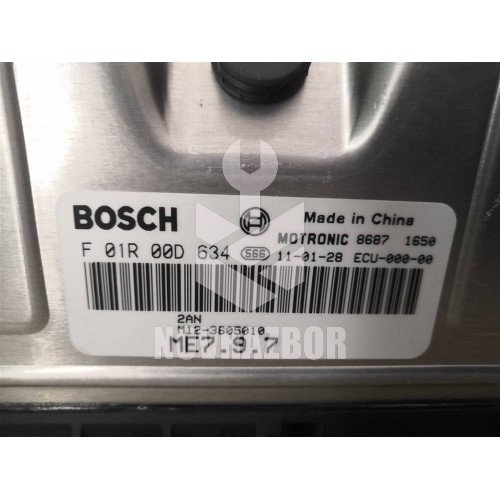 BOSCH Made in China
MOTRONIC 8687 1650
F 01R 00D 634 S66 11-01-28 ECU-000-00
2AN
M12-3605010
ME7.9.7